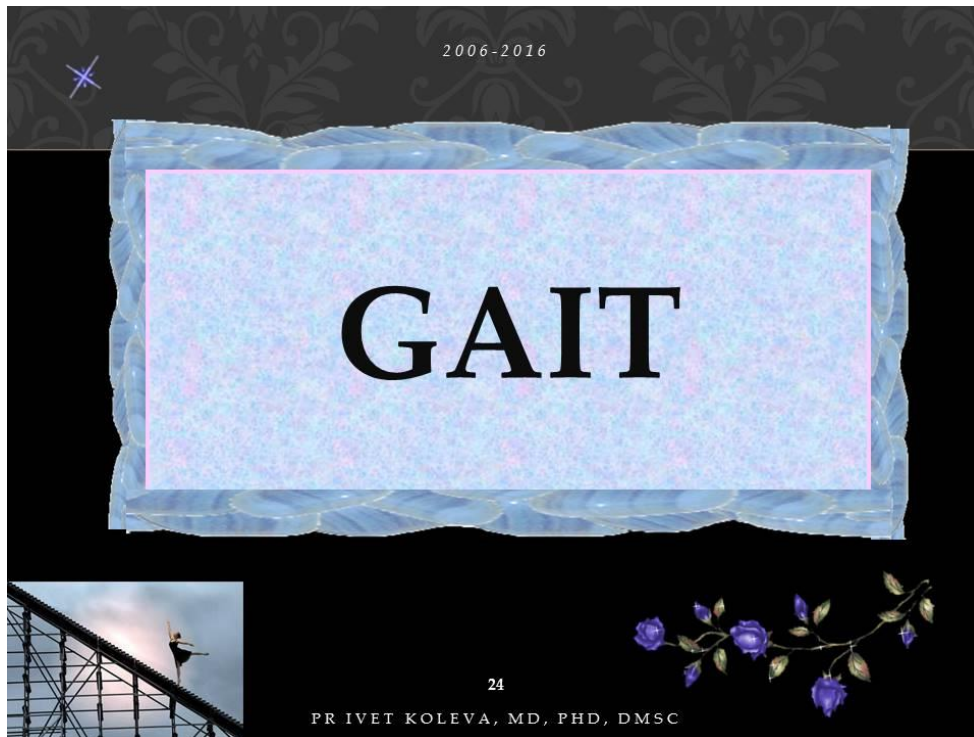 2006-2016
GAIT
24
PR IVET KOLEVA, MD, PHD, DMSC